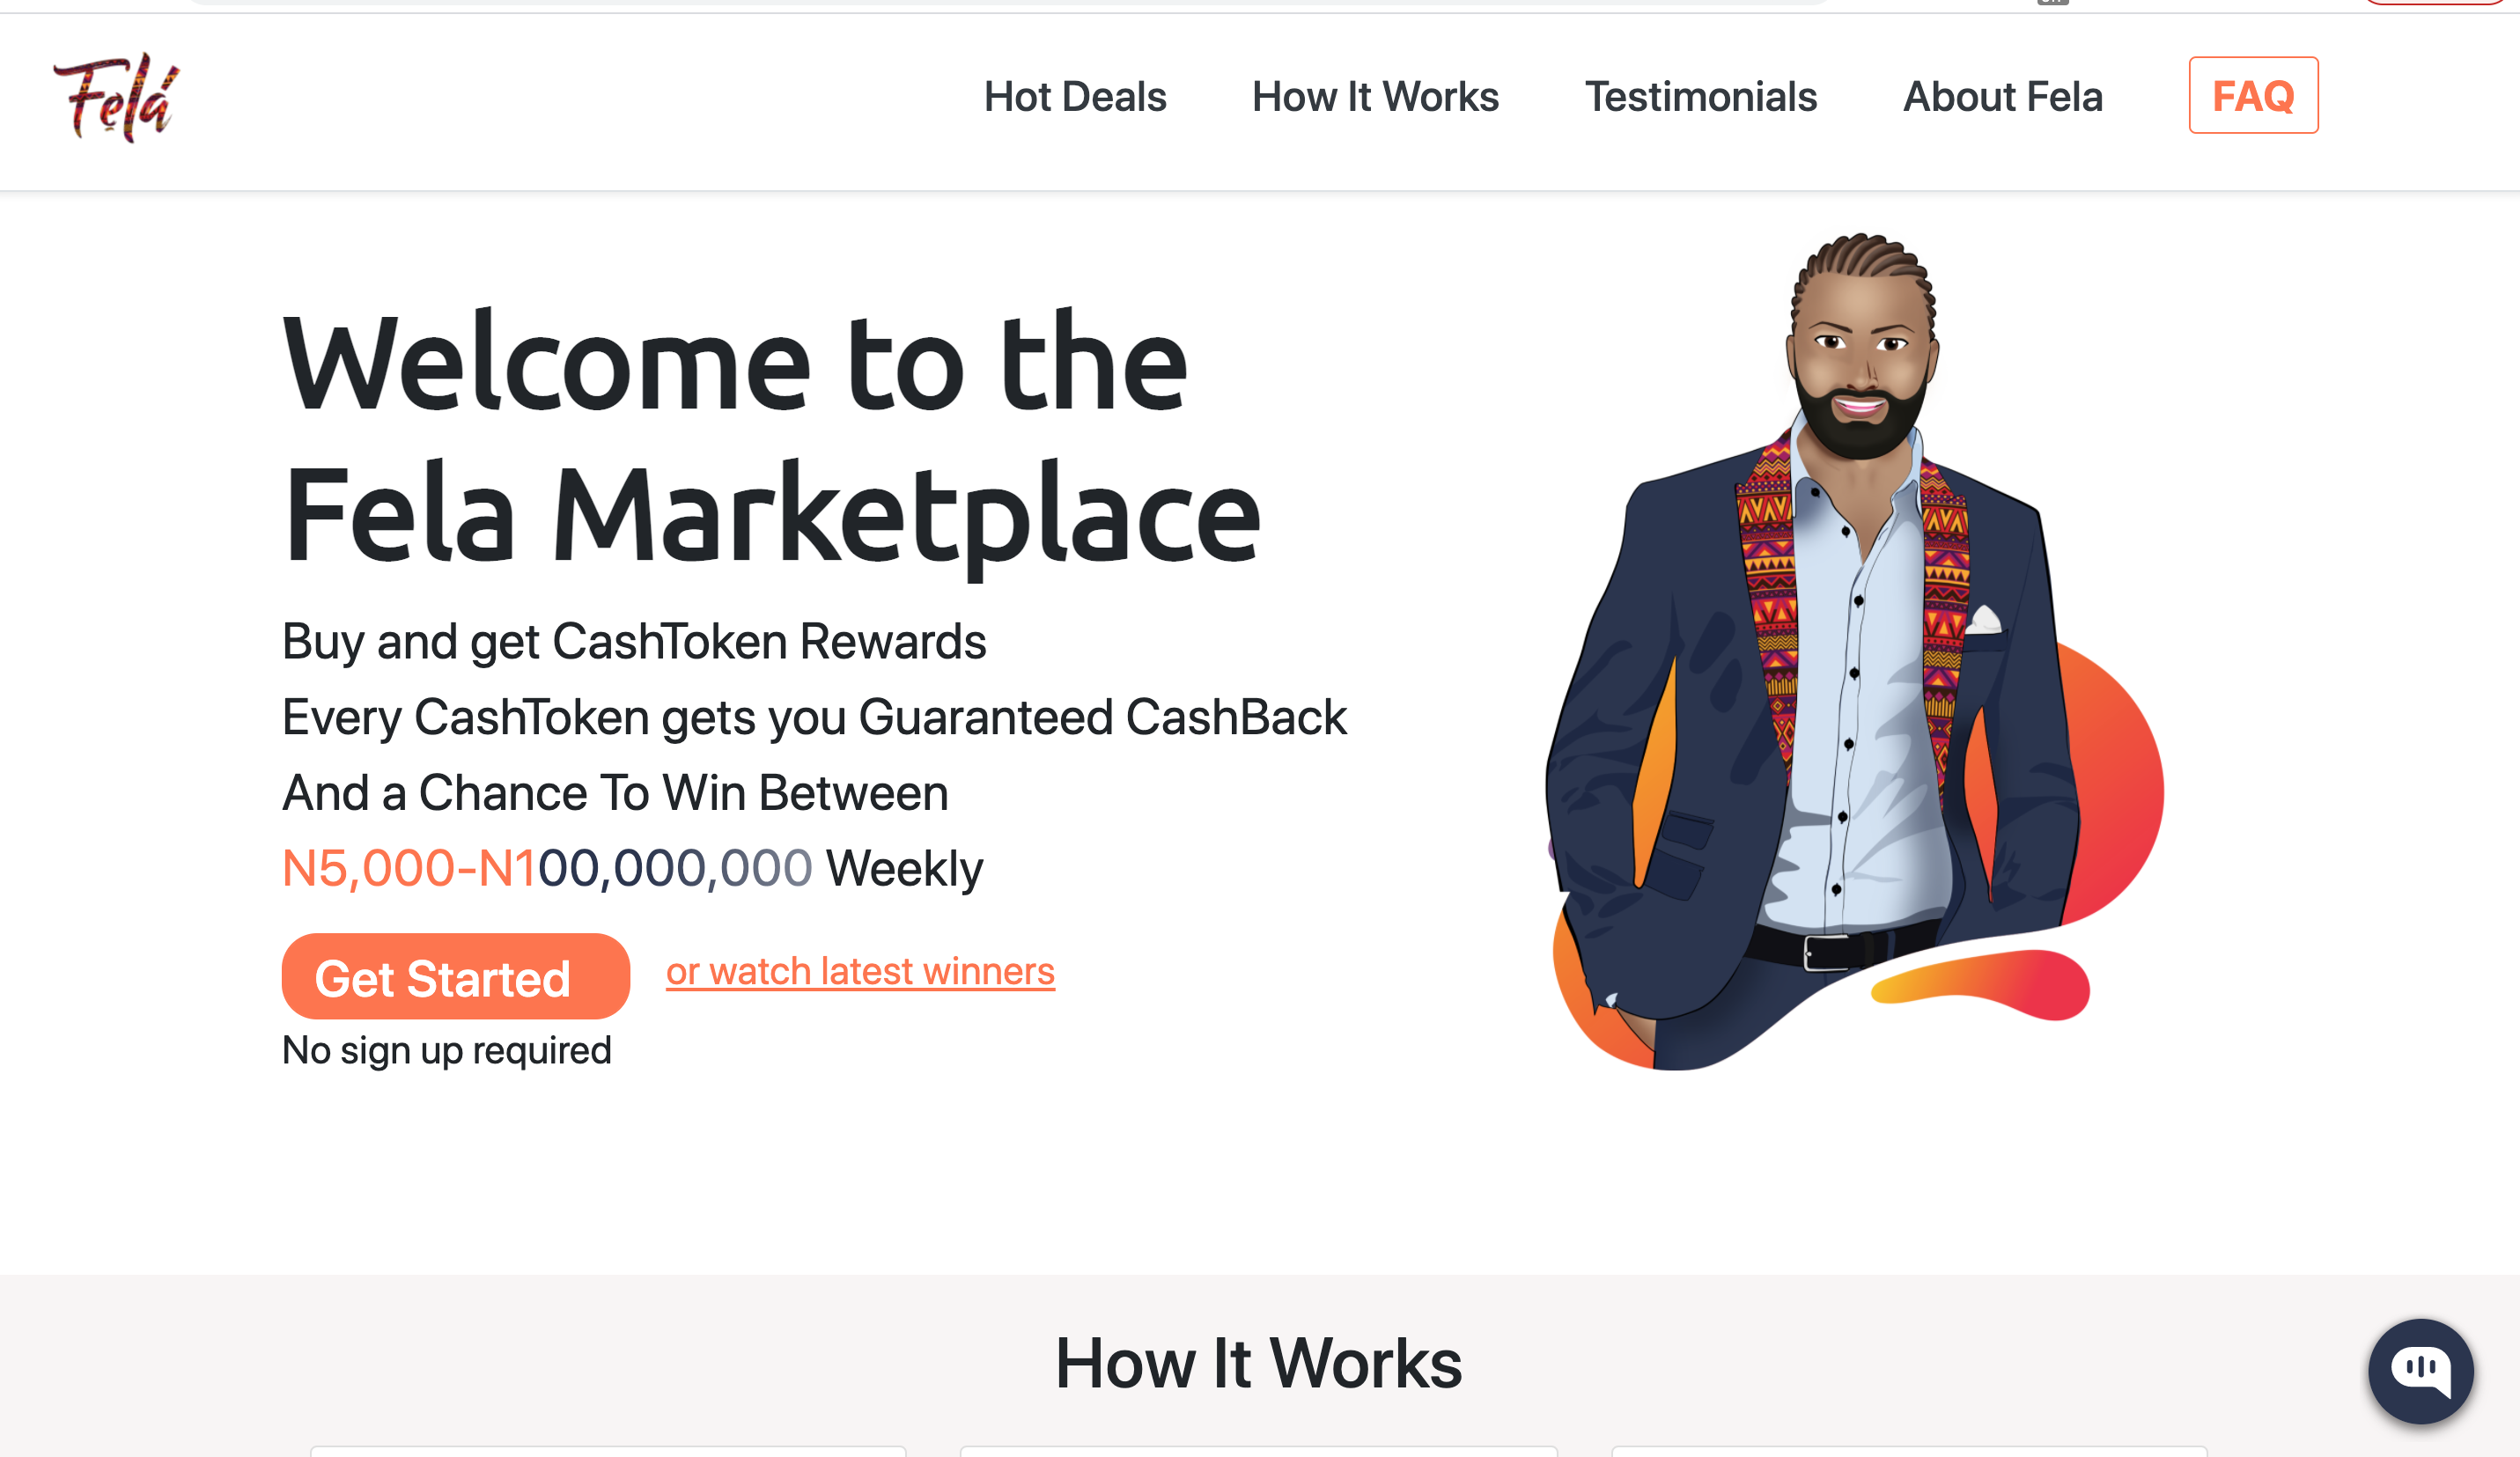 Fẹlá
Hot Deals
How It Works
Testimonials
About Fela
FAQ
Welcome to the
Fela Marketplace
Buy and get CashToken Rewards
Every CashToken gets you Guaranteed CashBack
And a Chance To Win Between
N5,000-N100,000,000 Weekly
Get Started
or watch latest winners
No sign up required
How It Works